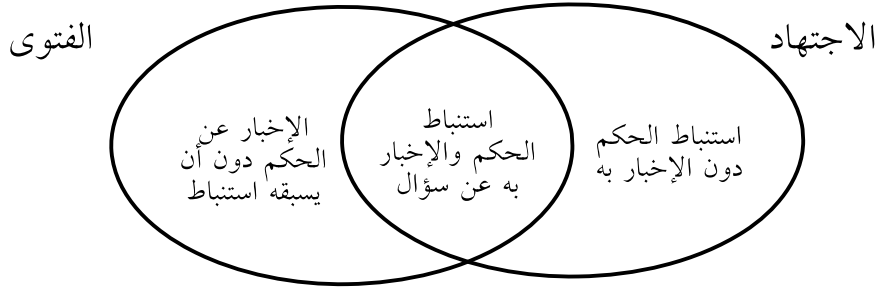 الاجتهاد
الفتوى
استنباط الحكم
دون الإخبار به
استنباط
الحكم والإخبار
به عن سؤال
الإخبار عن
الحكم دون أن
يسبقه استنباط